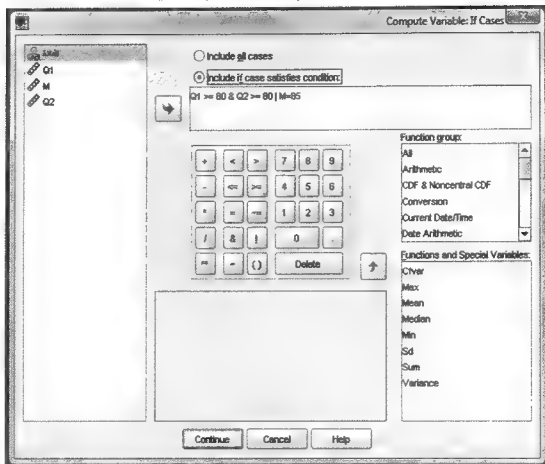 Compute Variable: If Cases
Q1
M
Q2
Include all cases
Include if case satisfies condition:
Q1 >= 80 & Q2 >= 80 | M=85
+ < > 7 8 9
- <= >= 4 5 6
* = ~= 1 2 3
/ & | 0 .
** ~ () Delete
Function group:
All
Arithmetic
CDF & Noncentral CDF
Conversion
Current Date/Time
Date Arithmetic
Functions and Special Variables:
Cfvar
Max
Mean
Median
Min
Sd
Sum
Variance
Continue
Cancel
Help